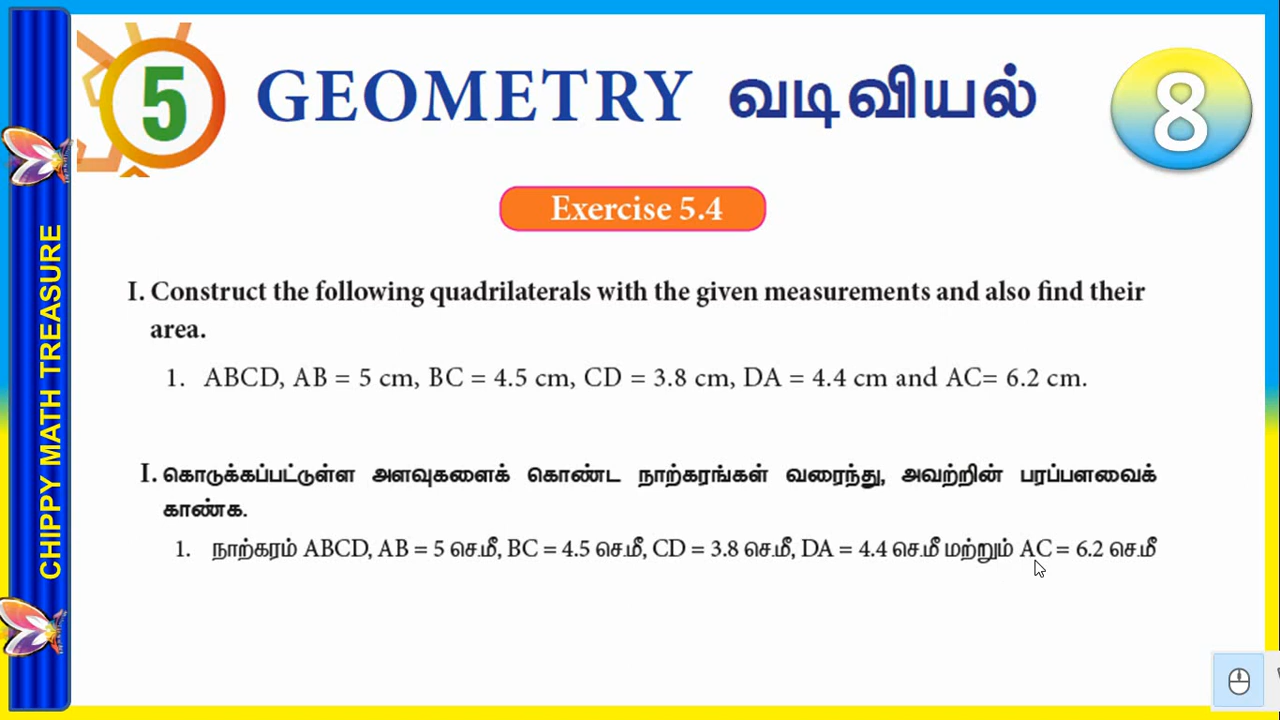 5
GEOMETRY வடிவியல்
8
Exercise 5.4
I. Construct the following quadrilaterals with the given measurements and also find their
area.
1. ABCD, AB = 5 cm, BC = 4.5 cm, CD = 3.8 cm, DA = 4.4 cm and AC= 6.2 cm.
I. கொடுக்கப்பட்டுள்ள அளவுகளைக் கொண்ட நாற்கரங்கள் வரைந்து, அவற்றின் பரப்பளவைக்
காண்க.
1. நாற்கரம் ABCD, AB = 5 செ.மீ, BC = 4.5 செ.மீ, CD = 3.8 செ.மீ, DA = 4.4 செ.மீ மற்றும் AC = 6.2 செ.மீ
CHIPPY MATH TREASURE